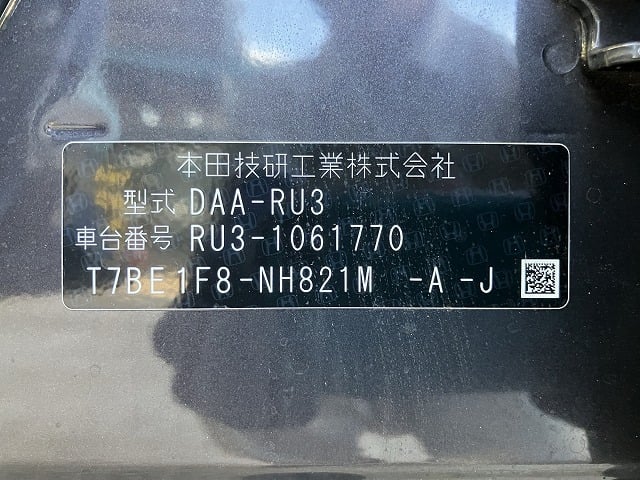 本田技研工業株式会社
型式 DAA-RU3
車台番号 RU3-1061770
T7BE1F8-NH821M -A-J